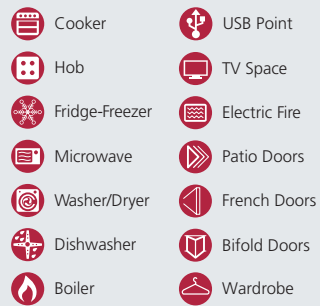 Cooker
Hob
Fridge-Freezer
Microwave
Washer/Dryer
Dishwasher
Boiler
USB Point
TV Space
Electric Fire
Patio Doors
French Doors
Bifold Doors
Wardrobe